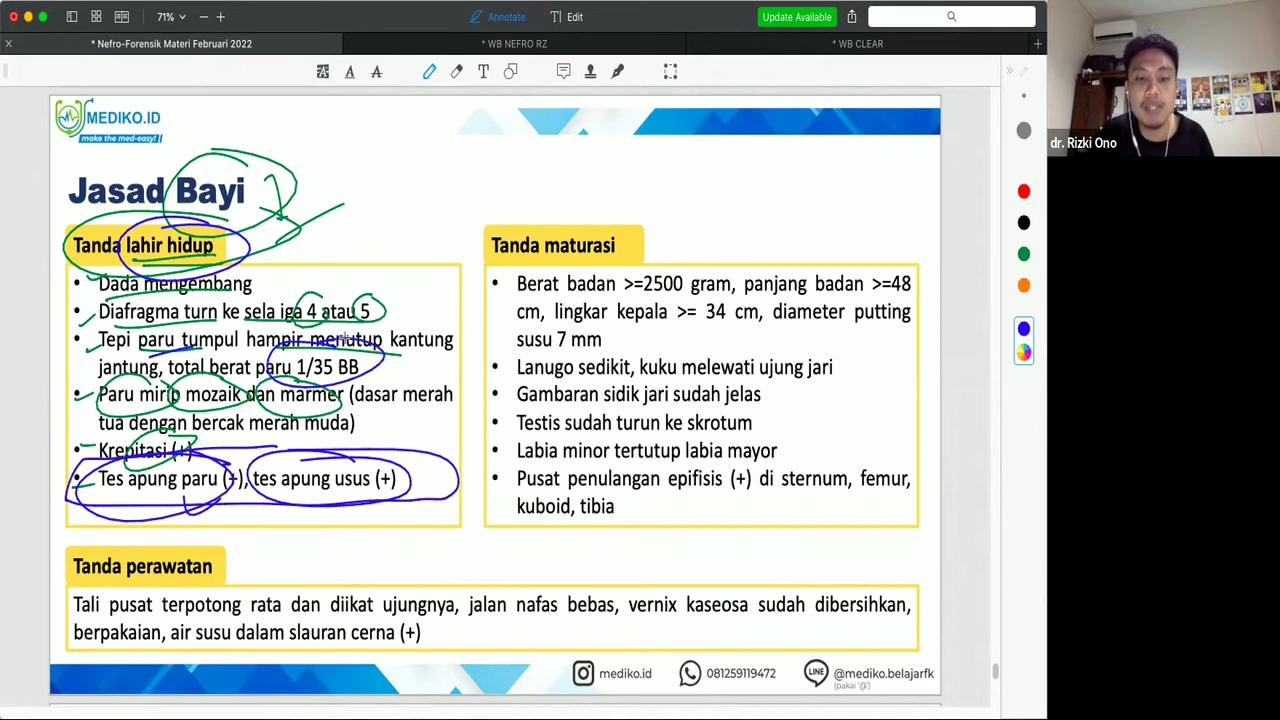 71%
Annotate
Edit
Update Available
* Nefro-Forensik Materi Februari 2022
* WB NEFRO RZ
* WB CLEAR
MEDIKO.ID
make the med-easy!
dr. Rizki Ono
Jasad Bayi
Tanda lahir hidup
• Dada mengembang
• Diafragma turn ke sela iga 4 atau 5
• Tepi paru tumpul hampir menutup kantung
jantung, total berat paru 1/35 BB
• Paru mirip mozaik dan marmer (dasar merah
tua dengan bercak merah muda)
• Krepitasi (+)
• Tes apung paru (+), tes apung usus (+)
Tanda maturasi
• Berat badan >=2500 gram, panjang badan >=48
cm, lingkar kepala >= 34 cm, diameter putting
susu 7 mm
• Lanugo sedikit, kuku melewati ujung jari
• Gambaran sidik jari sudah jelas
• Testis sudah turun ke skrotum
• Labia minor tertutup labia mayor
• Pusat penulangan epifisis (+) di sternum, femur,
kuboid, tibia
Tanda perawatan
Tali pusat terpotong rata dan diikat ujungnya, jalan nafas bebas, vernix kaseosa sudah dibersihkan,
berpakaian, air susu dalam slauran cerna (+)
mediko.id
081259119472
LINE
@mediko.belajarfk
(pakai '@')